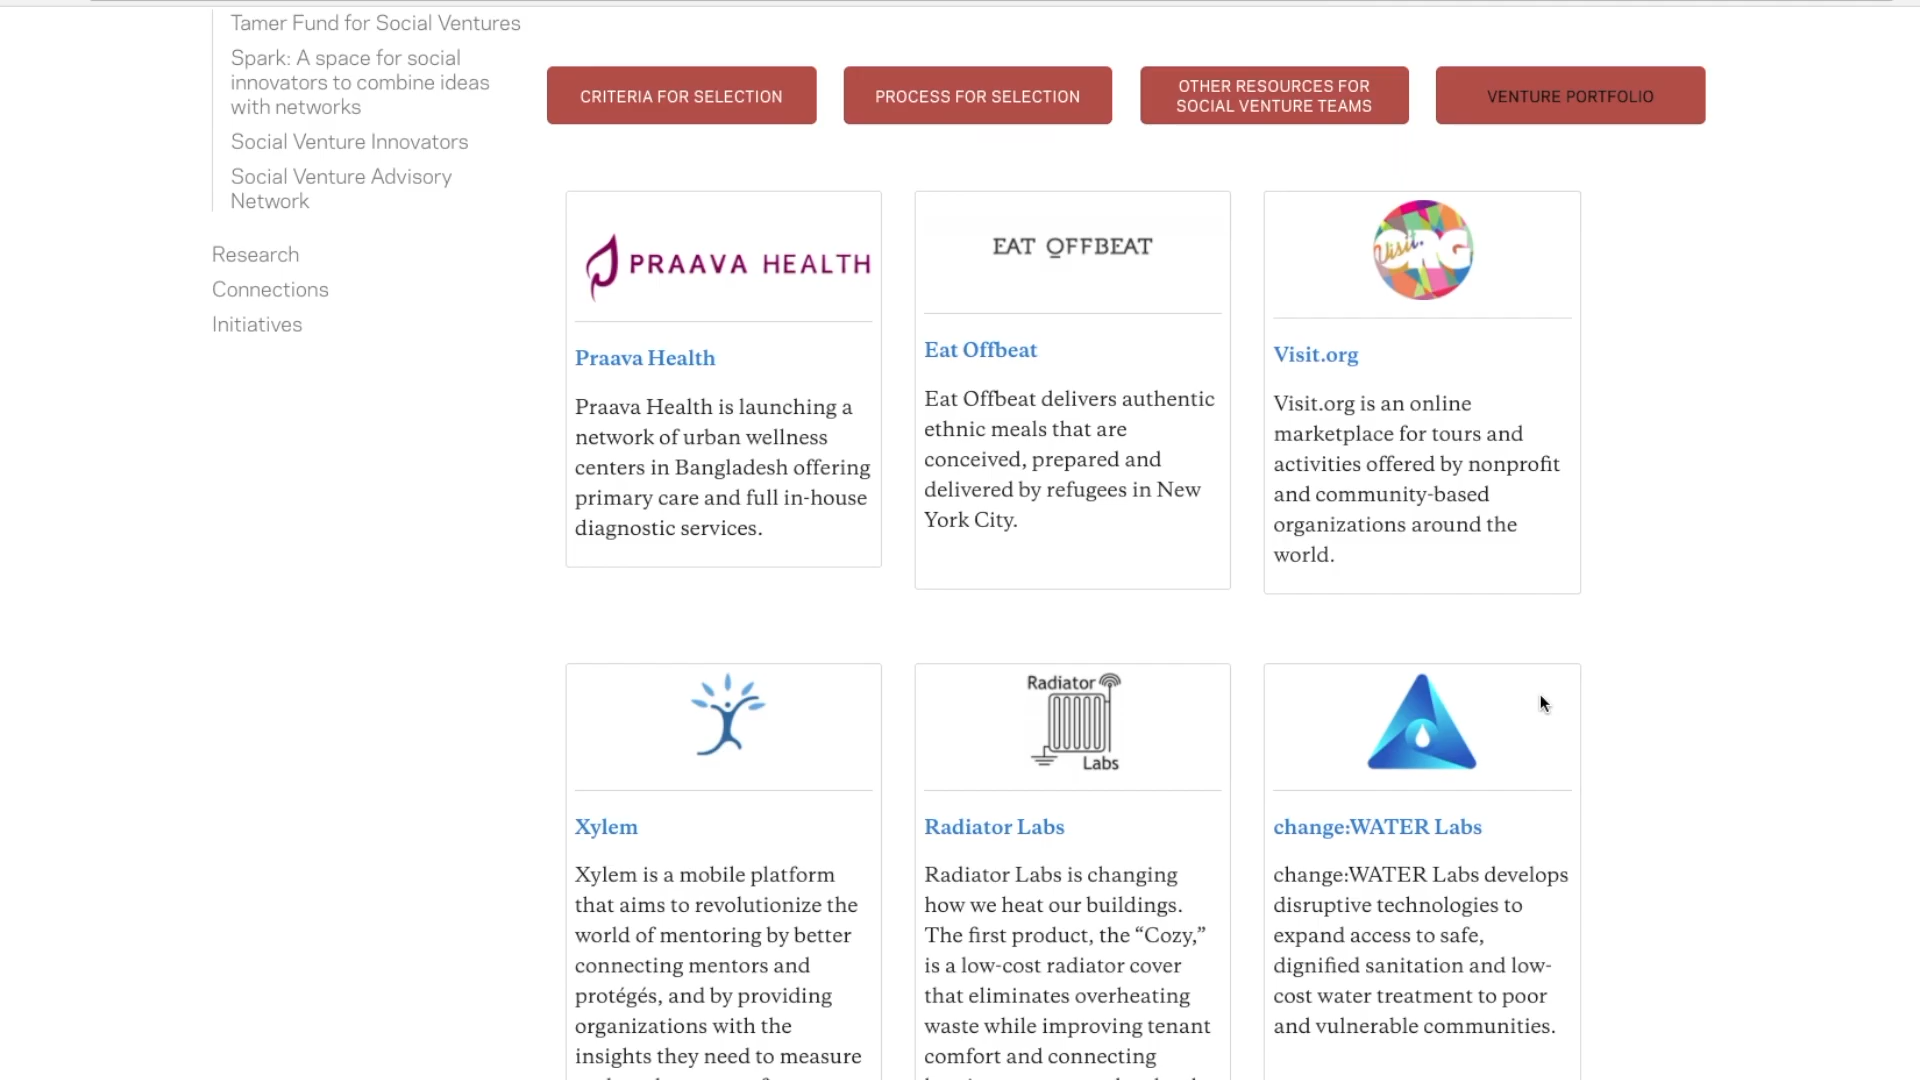 Tamer Fund for Social Ventures
Spark: A space for social
innovators to combine ideas
with networks
Social Venture Innovators
Social Venture Advisory
Network
Research
Connections
Initiatives
CRITERIA FOR SELECTION
PROCESS FOR SELECTION
OTHER RESOURCES FOR
SOCIAL VENTURE TEAMS
VENTURE PORTFOLIO
PRAAVA HEALTH
Praava Health
Praava Health is launching a
network of urban wellness
centers in Bangladesh offering
primary care and full in-house
diagnostic services.
EAT OFFBEAT
Eat Offbeat
Eat Offbeat delivers authentic
ethnic meals that are
conceived, prepared and
delivered by refugees in New
York City.
Visit.
ORG
Visit.org
Visit.org is an online
marketplace for tours and
activities offered by nonprofit
and community-based
organizations around the
world.
Xylem
Xylem is a mobile platform
that aims to revolutionize the
world of mentoring by better
connecting mentors and
protégés, and by providing
organizations with the
insights they need to measure
Radiator
Labs
Radiator Labs
Radiator Labs is changing
how we heat our buildings.
The first product, the “Cozy,”
is a low-cost radiator cover
that eliminates overheating
waste while improving tenant
comfort and connecting
change:WATER Labs
change:WATER Labs develops
disruptive technologies to
expand access to safe,
dignified sanitation and low-
cost water treatment to poor
and vulnerable communities.